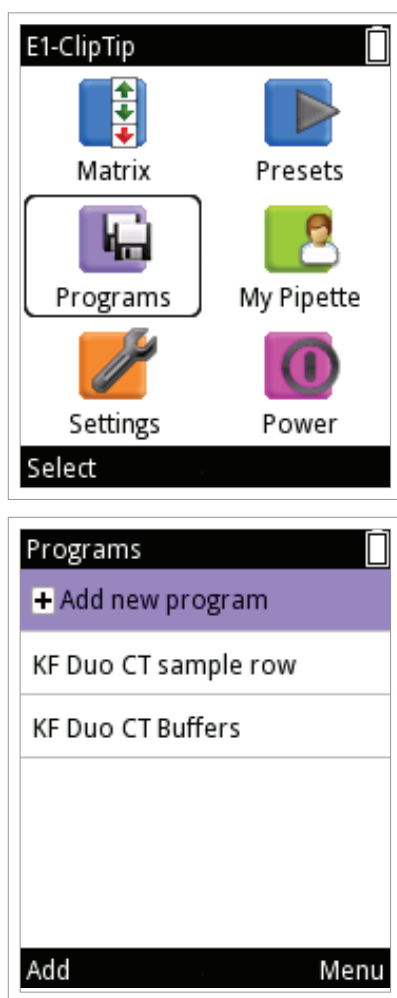 E1-ClipTip
Matrix Presets
Programs My Pipette
Settings Power
Select
Programs
+ Add new program
KF Duo CT sample row
KF Duo CT Buffers
Add Menu